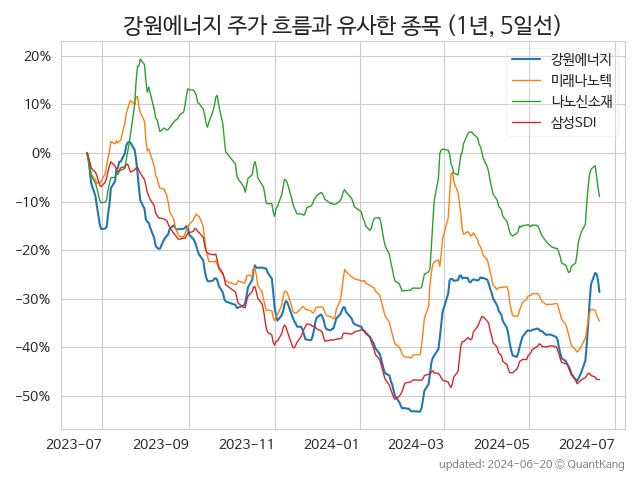 강원에너지 주가 흐름과 유사한 종목 (1년, 5일선)
강원에너지
미래나노텍
나노신소재
삼성SDI
20%
10%
0%
−10%
−20%
−30%
−40%
−50%
2023-07 2023-09 2023-11 2024-01 2024-03 2024-05 2024-07
updated: 2024-06-20 © QuantKang